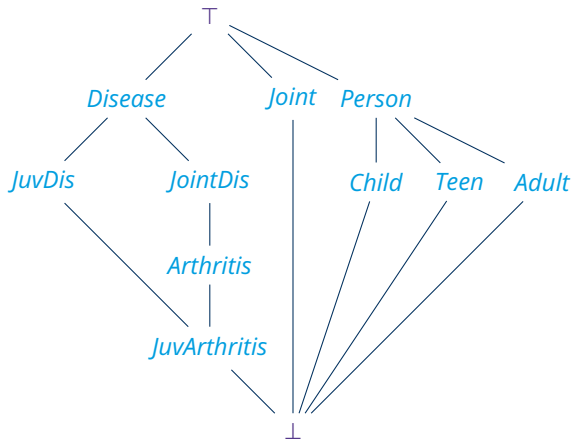 ⊤
Disease Joint Person
JuvDis JointDis Child Teen Adult
Arthritis
JuvArthritis
⊥